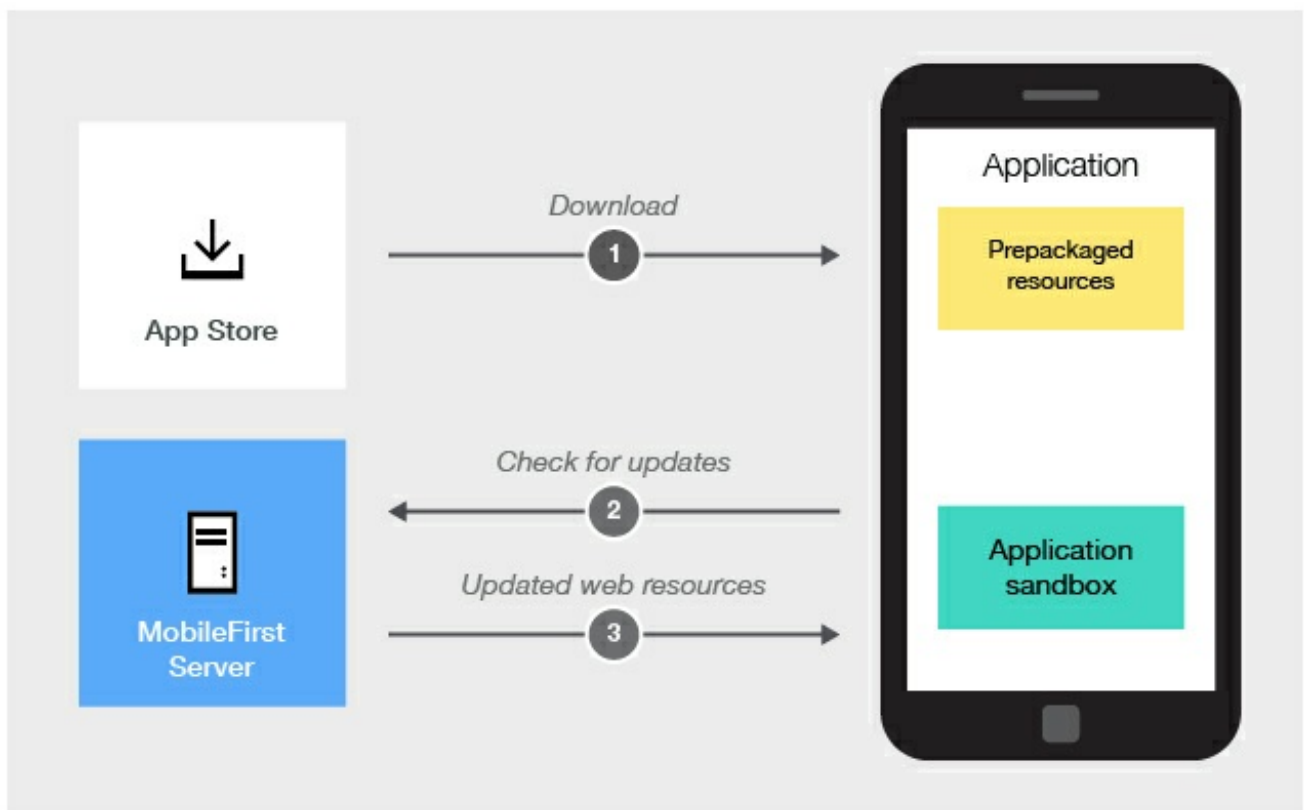 App Store
Download
1
Application
Prepackaged
resources
MobileFirst
Server
Check for updates
2
Updated web resources
3
Application
sandbox